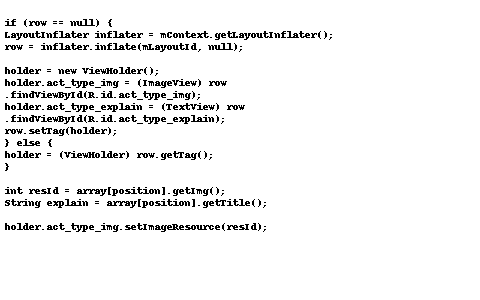 if (row == null) {
LayoutInflater inflater = mContext.getLayoutInflater();
row = inflater.inflate(mLayoutId, null);
holder = new ViewHolder();
holder.act_type_img = (ImageView) row
.findViewById(R.id.act_type_img);
holder.act_type_explain = (TextView) row
.findViewById(R.id.act_type_explain);
row.setTag(holder);
} else {
holder = (ViewHolder) row.getTag();
}
int resId = array[position].getImg();
String explain = array[position].getTitle();
holder.act_type_img.setImageResource(resId);